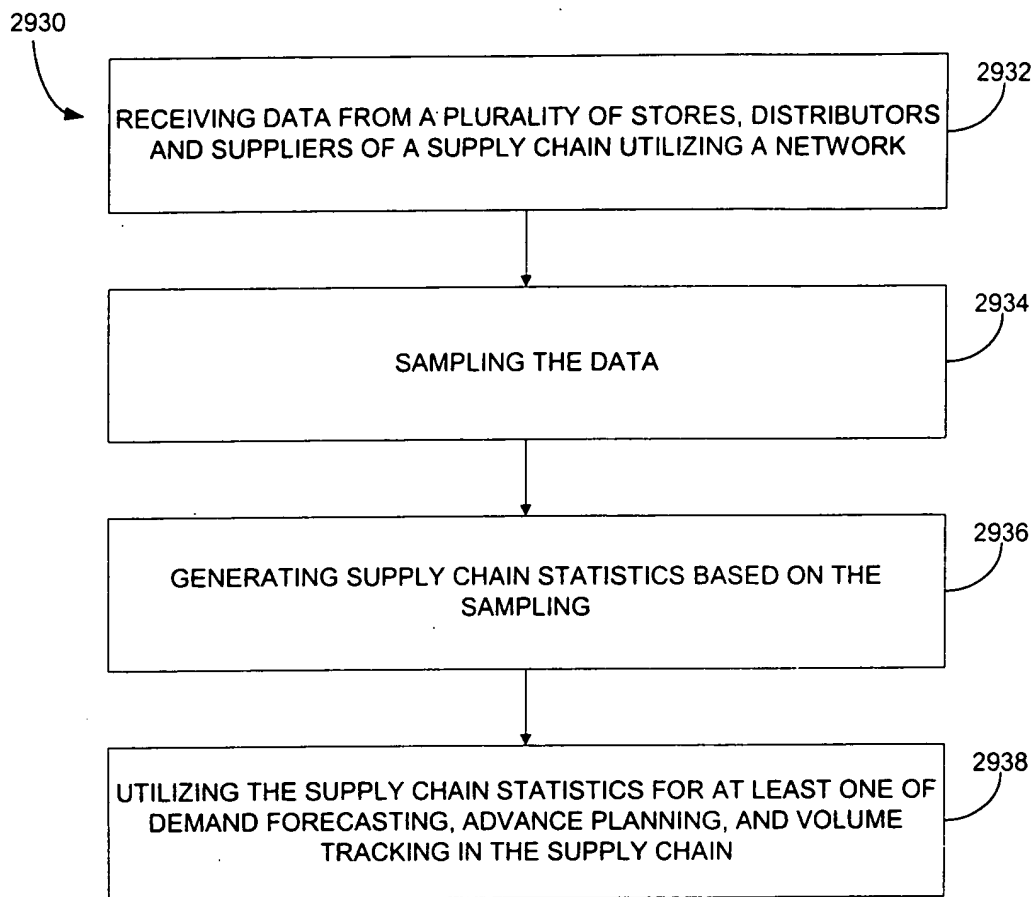 2930
2932
RECEIVING DATA FROM A PLURALITY OF STORES, DISTRIBUTORS
AND SUPPLIERS OF A SUPPLY CHAIN UTILIZING A NETWORK
2934
SAMPLING THE DATA
2936
GENERATING SUPPLY CHAIN STATISTICS BASED ON THE
SAMPLING
2938
UTILIZING THE SUPPLY CHAIN STATISTICS FOR AT LEAST ONE OF
DEMAND FORECASTING, ADVANCE PLANNING, AND VOLUME
TRACKING IN THE SUPPLY CHAIN